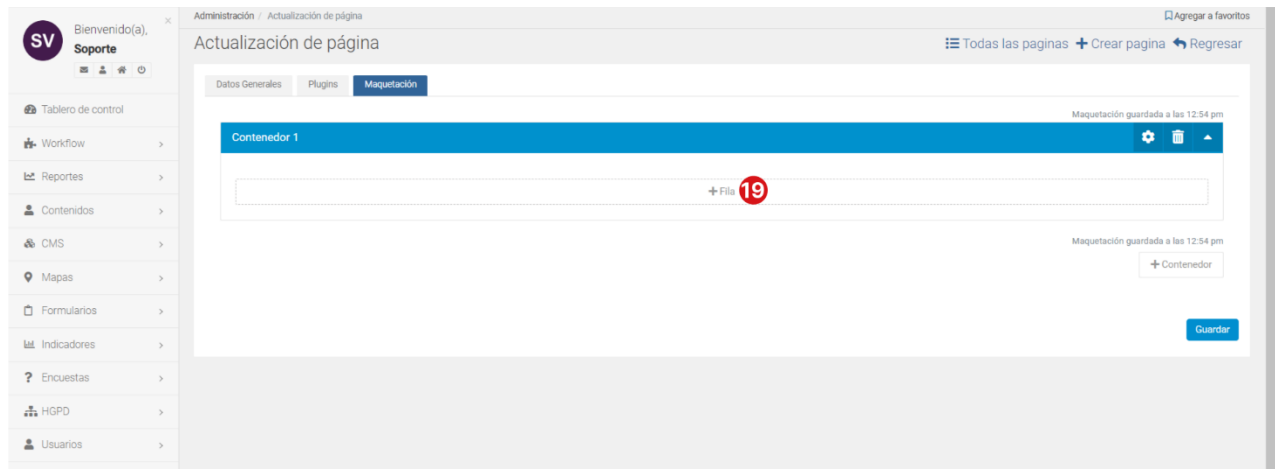 SV
Bienvenido(a),
Soporte
Tablero de control
Workflow
Reportes
Contenidos
CMS
Mapas
Formularios
Indicadores
Encuestas
HGPD
Usuarios
Administración / Actualización de página
Agregar a favoritos
Actualización de página
Todas las paginas + Crear pagina Regresar
Datos Generales Plugins Maquetación
Maquetación guardada a las 12:54 pm
Contenedor 1
+ Fila 19
Maquetación guardada a las 12:54 pm
+ Contenedor
Guardar